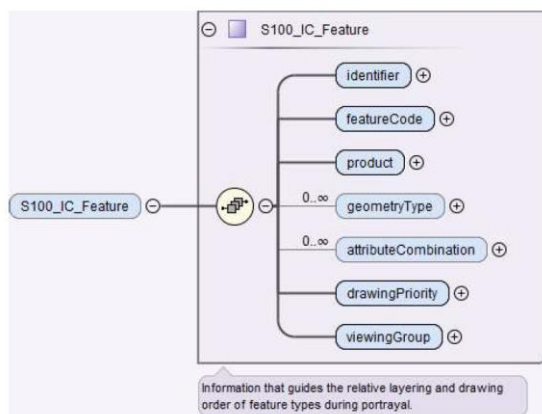 S100_IC_Feature
identifier
featureCode
product
S100_IC_Feature
0..∞ geometryType
0..∞ attributeCombination
drawingPriority
viewingGroup
Information that guides the relative layering and drawing
order of feature types during portrayal.